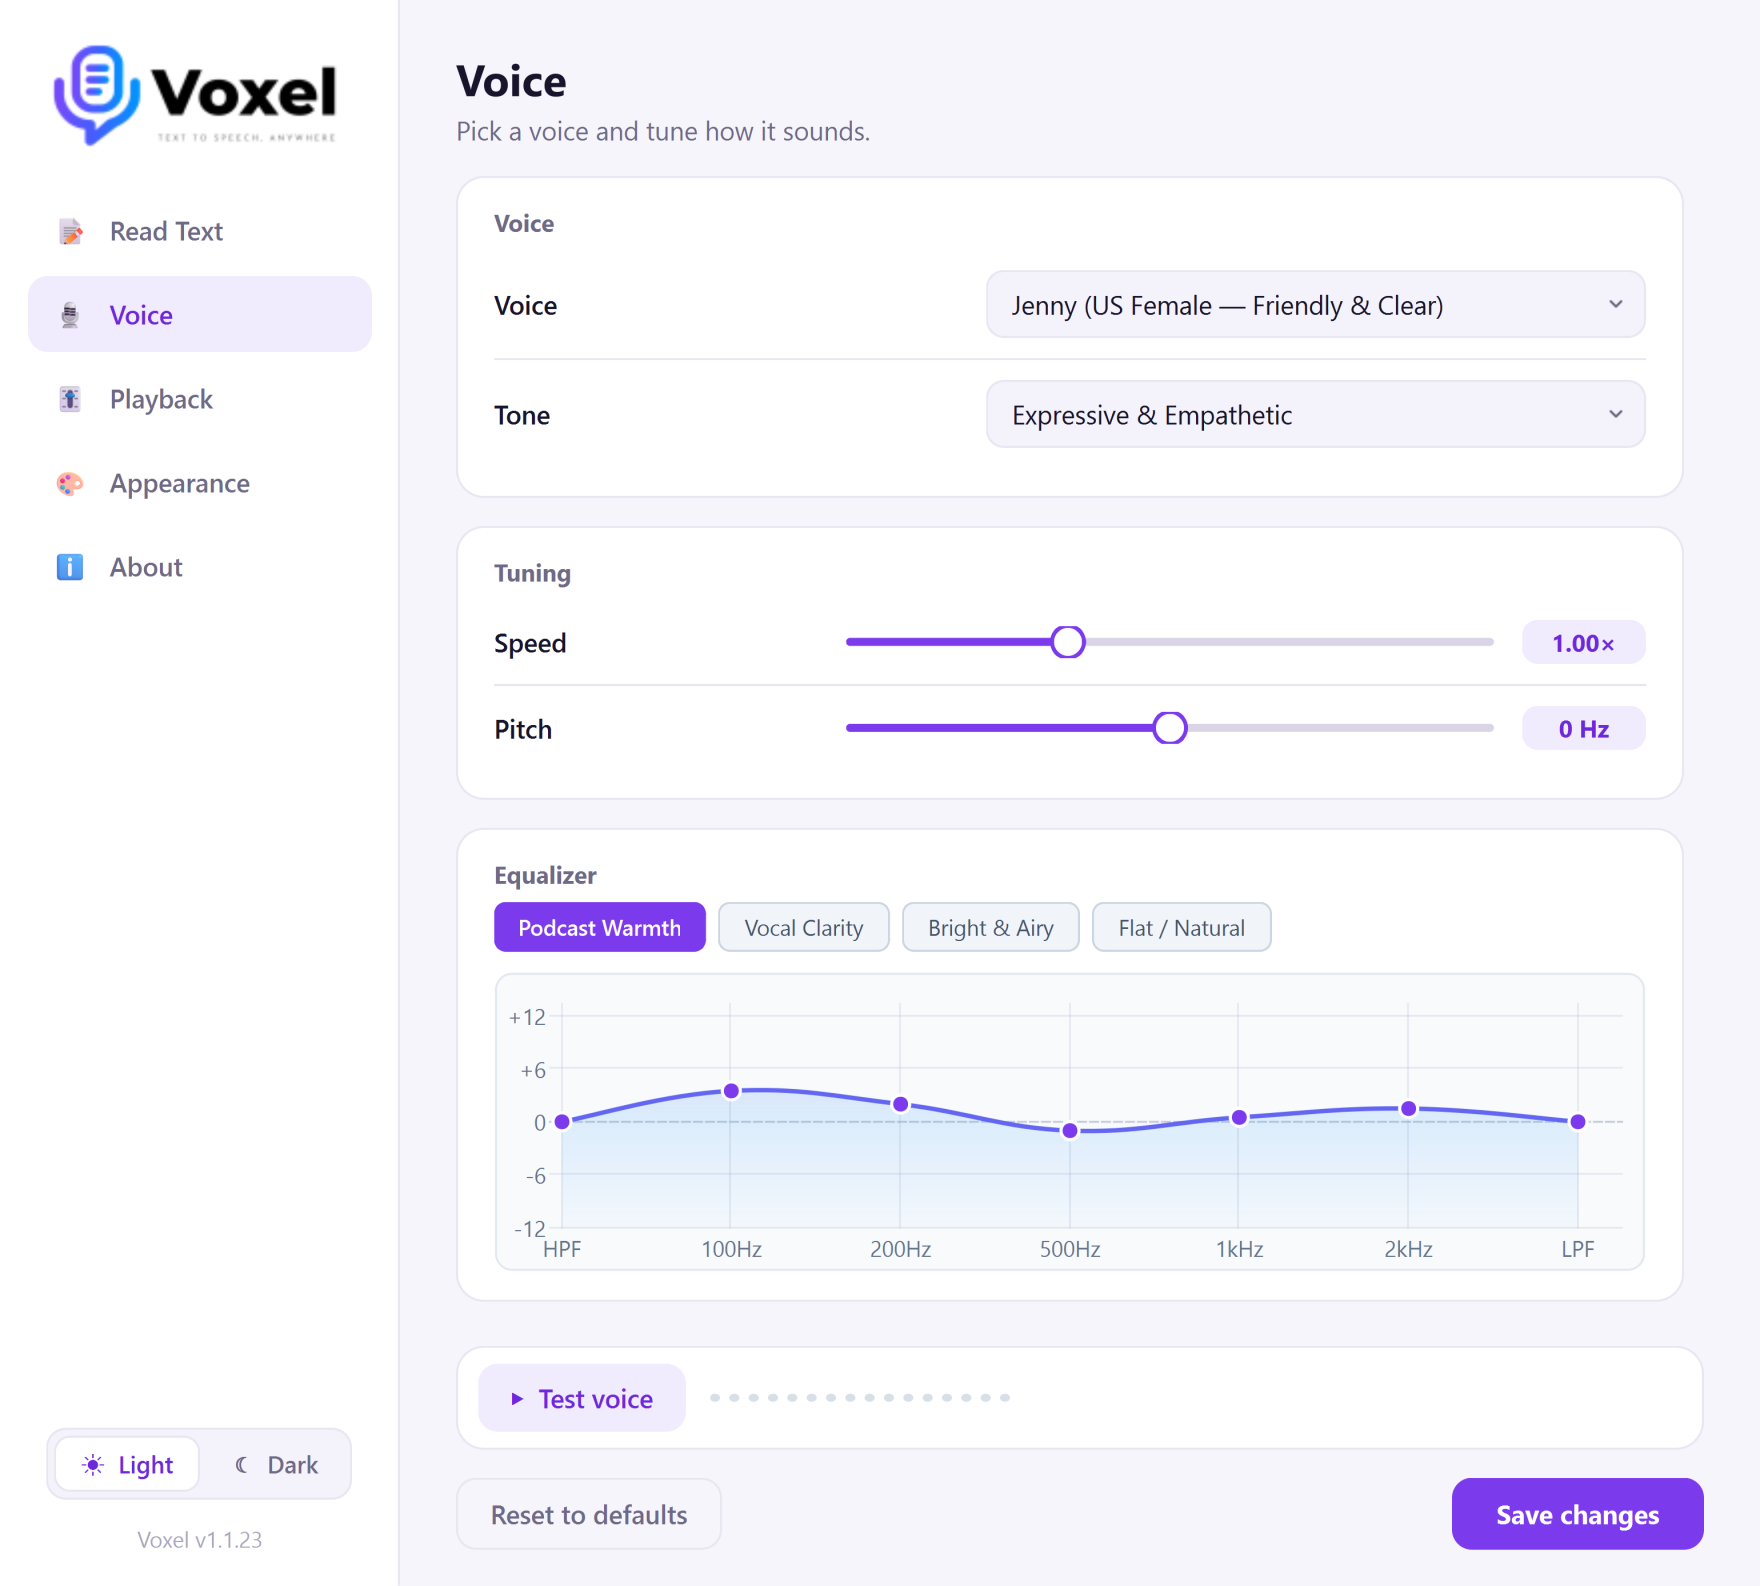 Voxel
TEXT TO SPEECH, ANYWHERE
Read Text
Voice
Playback
Appearance
About
Light
Dark
Voxel v1.1.23
Voice
Pick a voice and tune how it sounds.
Voice
Voice
Jenny (US Female — Friendly & Clear)
Tone
Expressive & Empathetic
Tuning
Speed
1.00×
Pitch
0 Hz
Equalizer
Podcast Warmth
Vocal Clarity
Bright & Airy
Flat / Natural
+12
+6
0
-6
-12
HPF
100Hz
200Hz
500Hz
1kHz
2kHz
LPF
Test voice
Reset to defaults
Save changes